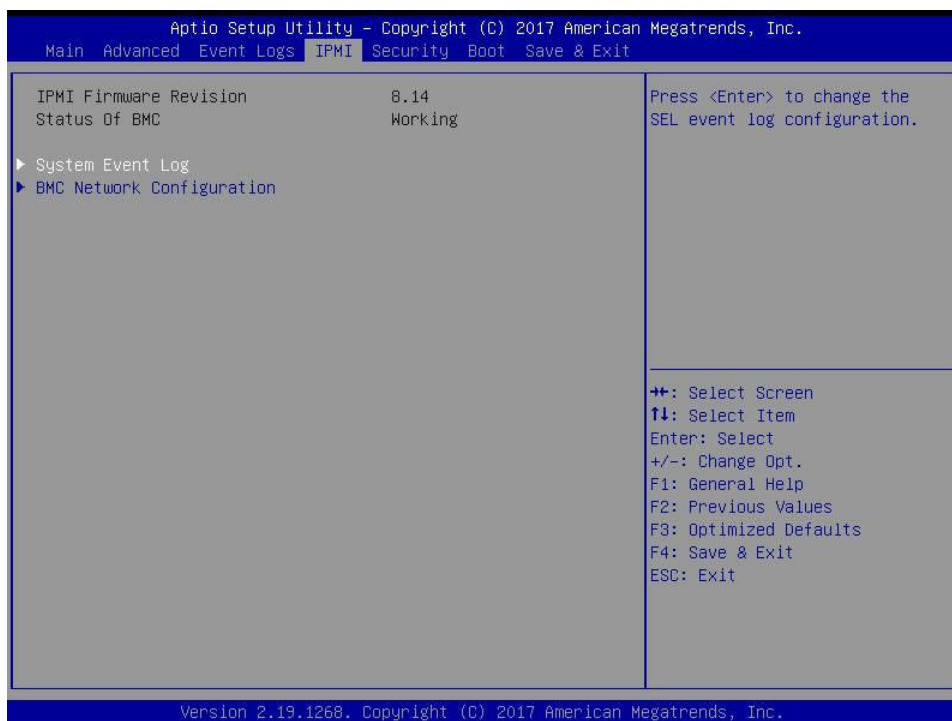 Aptio Setup Utility – Copyright (C) 2017 American Megatrends, Inc.
Main Advanced Event Logs IPMI Security Boot Save & Exit
IPMI Firmware Revision 8.14
Status Of BMC Working
▶ System Event Log
▶ BMC Network Configuration
Press <Enter> to change the
SEL event log configuration.
→←: Select Screen
↑↓: Select Item
Enter: Select
+/-: Change Opt.
F1: General Help
F2: Previous Values
F3: Optimized Defaults
F4: Save & Exit
ESC: Exit
Version 2.19.1268. Copyright (C) 2017 American Megatrends, Inc.